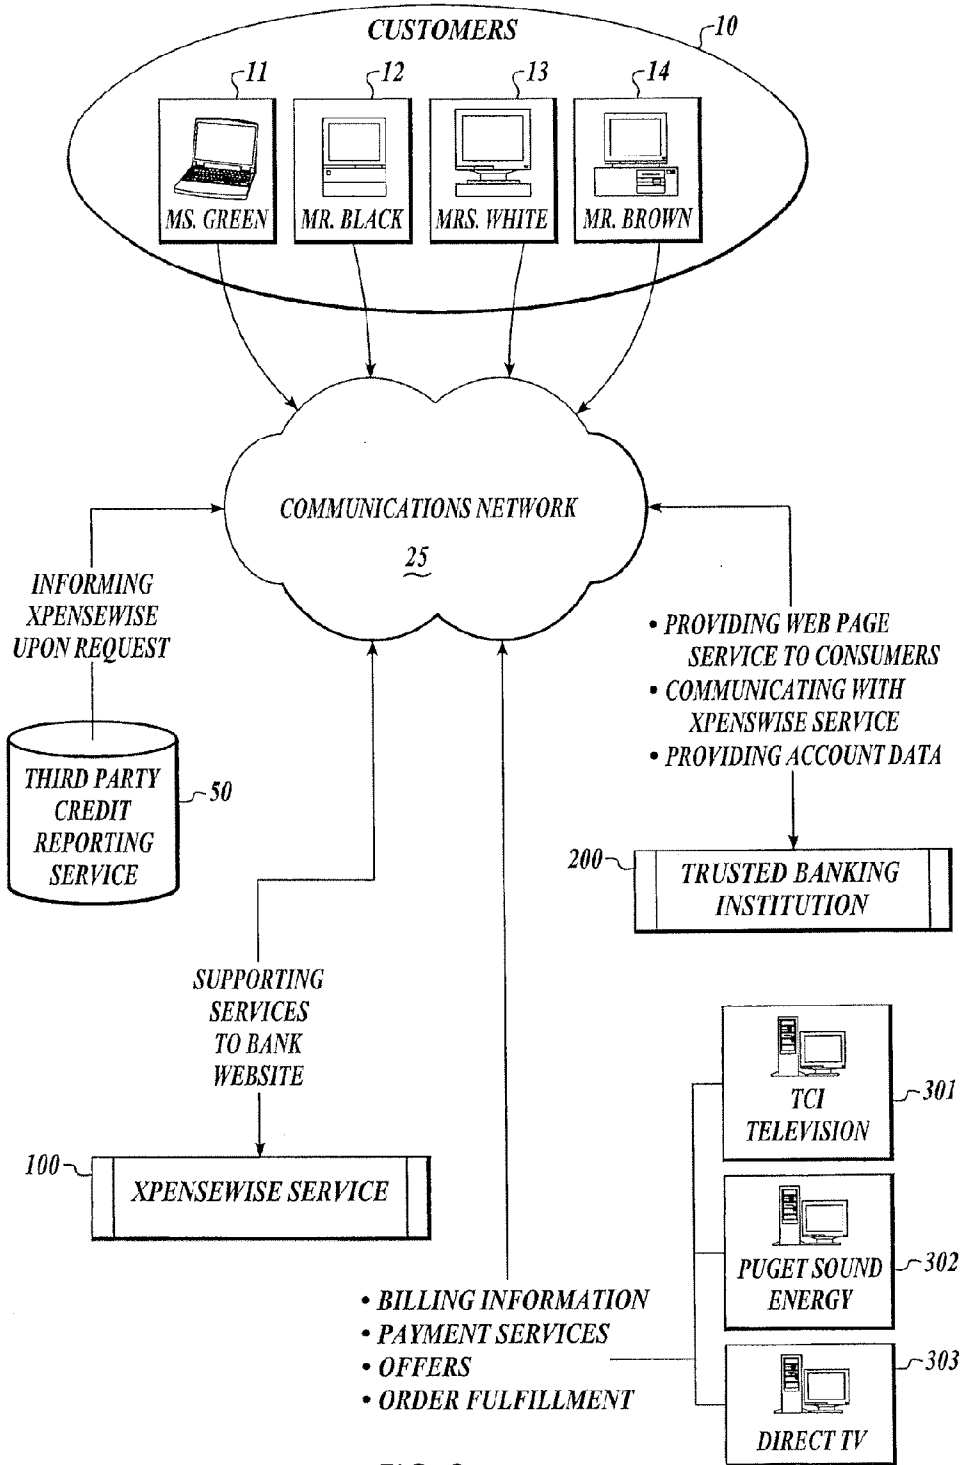 CUSTOMERS
10
11
12
13
14
MS. GREEN
MR. BLACK
MRS. WHITE
MR. BROWN
COMMUNICATIONS NETWORK
25
INFORMING
XPENSEWISE
UPON REQUEST
THIRD PARTY
CREDIT
REPORTING
SERVICE
50
• PROVIDING WEB PAGE
SERVICE TO CONSUMERS
• COMMUNICATING WITH
XPENSWISE SERVICE
• PROVIDING ACCOUNT DATA
200
TRUSTED BANKING
INSTITUTION
SUPPORTING
SERVICES
TO BANK
WEBSITE
100
XPENSEWISE SERVICE
TCI
TELEVISION
301
PUGET SOUND
ENERGY
302
DIRECT TV
303
• BILLING INFORMATION
• PAYMENT SERVICES
• OFFERS
• ORDER FULFILLMENT